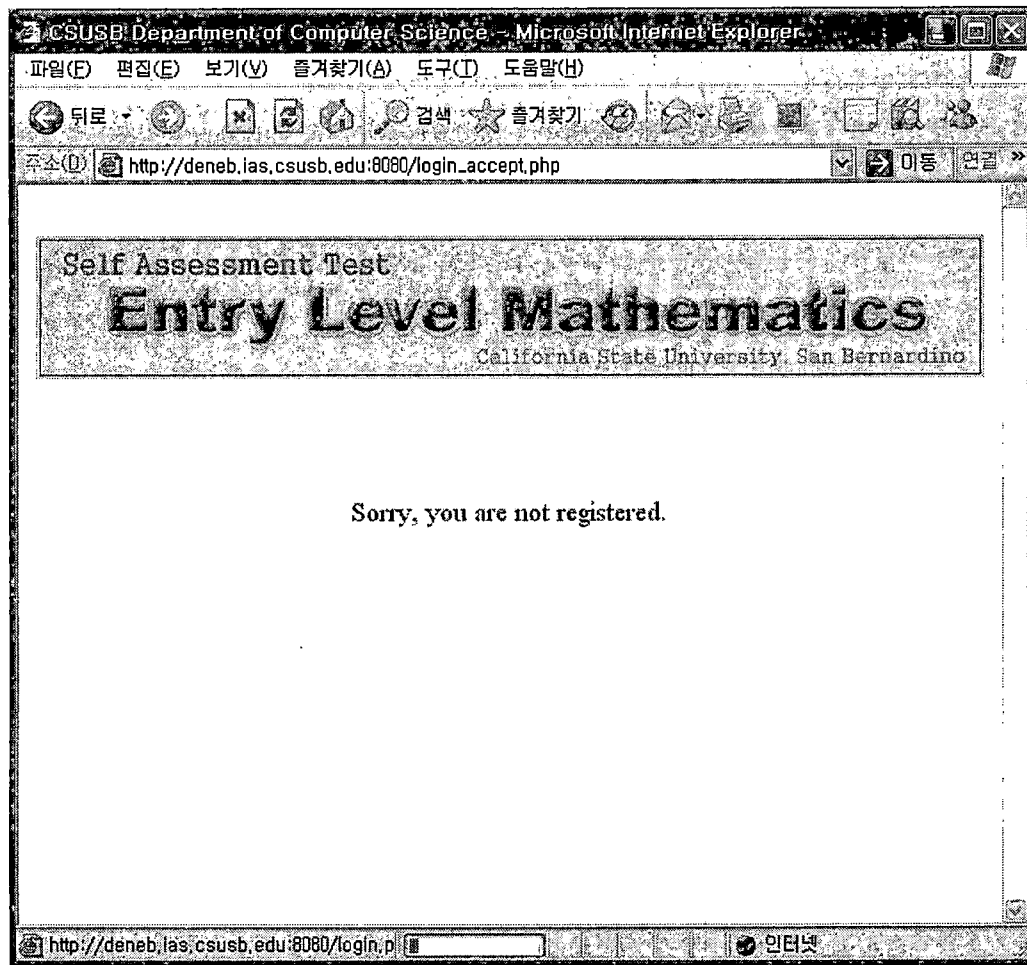 CSUSB Department of Computer Science - Microsoft Internet Explorer
파일(F) 편집(E) 보기(V) 즐겨찾기(A) 도구(T) 도움말(H)
뒤로 검색 즐겨찾기
주소(D) http://deneb.ias.csusb.edu:8080/login_accept.php 이동 연결 »
Self Assessment Test
Entry Level Mathematics
California State University, San Bernardino
Sorry, you are not registered.
http://deneb.ias.csusb.edu:8080/login.p 인터넷